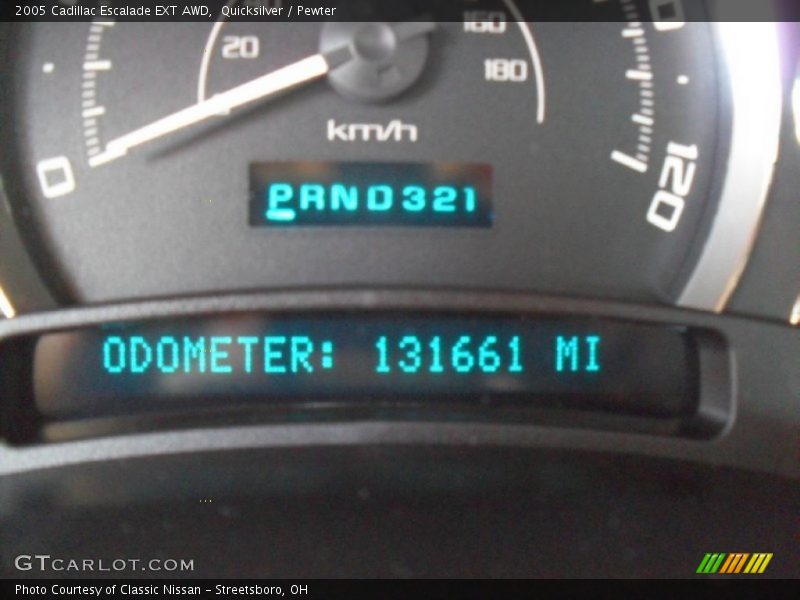 2005 Cadillac Escalade EXT AWD, Quicksilver / Pewter
20 160
180
km/h
0 120
PRND321
ODOMETER: 131661 MI
GTCARLOT.COM
Photo Courtesy of Classic Nissan - Streetsboro, OH